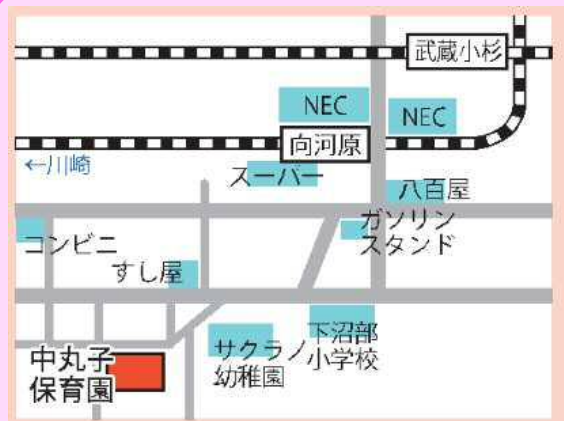 武蔵小杉
NEC
NEC
向河原
←川崎
スーパー
八百屋
ガソリン
スタンド
コンビニ
すし屋
サクラノ
幼稚園
下沼部
小学校
中丸子
保育園